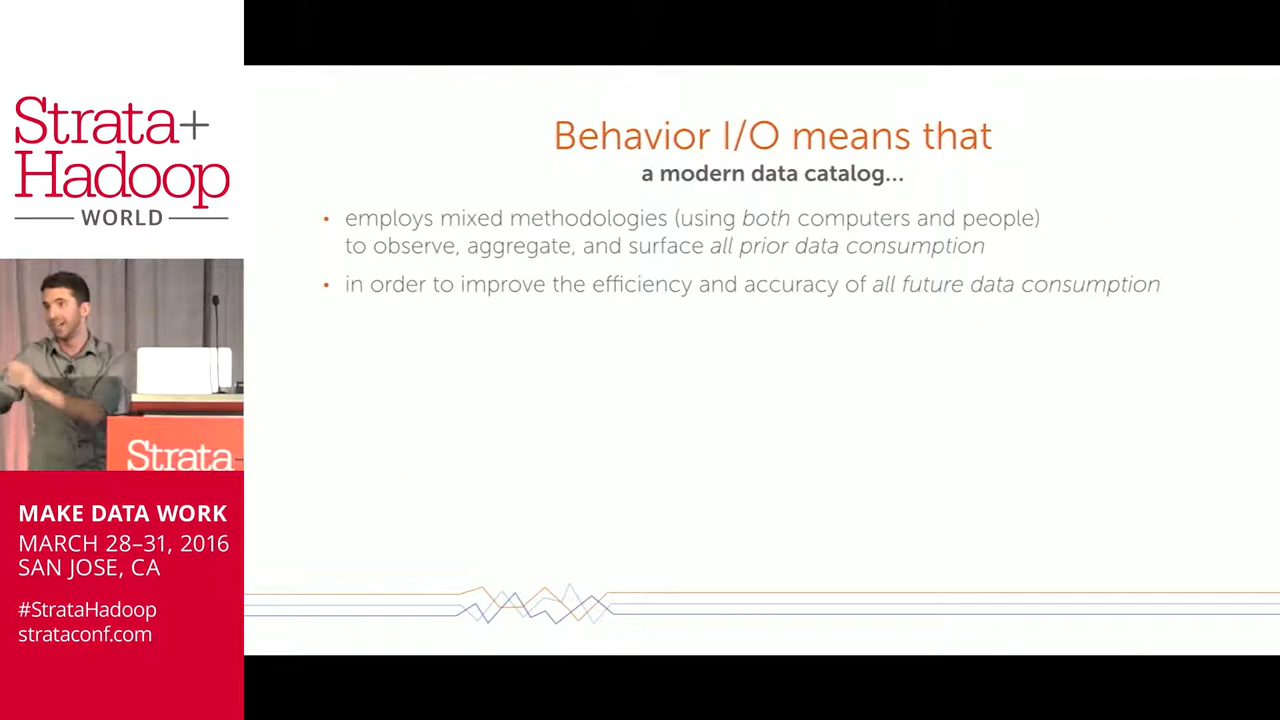 Strata+
Hadoop
WORLD
Strata
MAKE DATA WORK
MARCH 28–31, 2016
SAN JOSE, CA
#StrataHadoop
strataconf.com
Behavior I/O means that
a modern data catalog...
• employs mixed methodologies (using both computers and people)
to observe, aggregate, and surface all prior data consumption
• in order to improve the efficiency and accuracy of all future data consumption